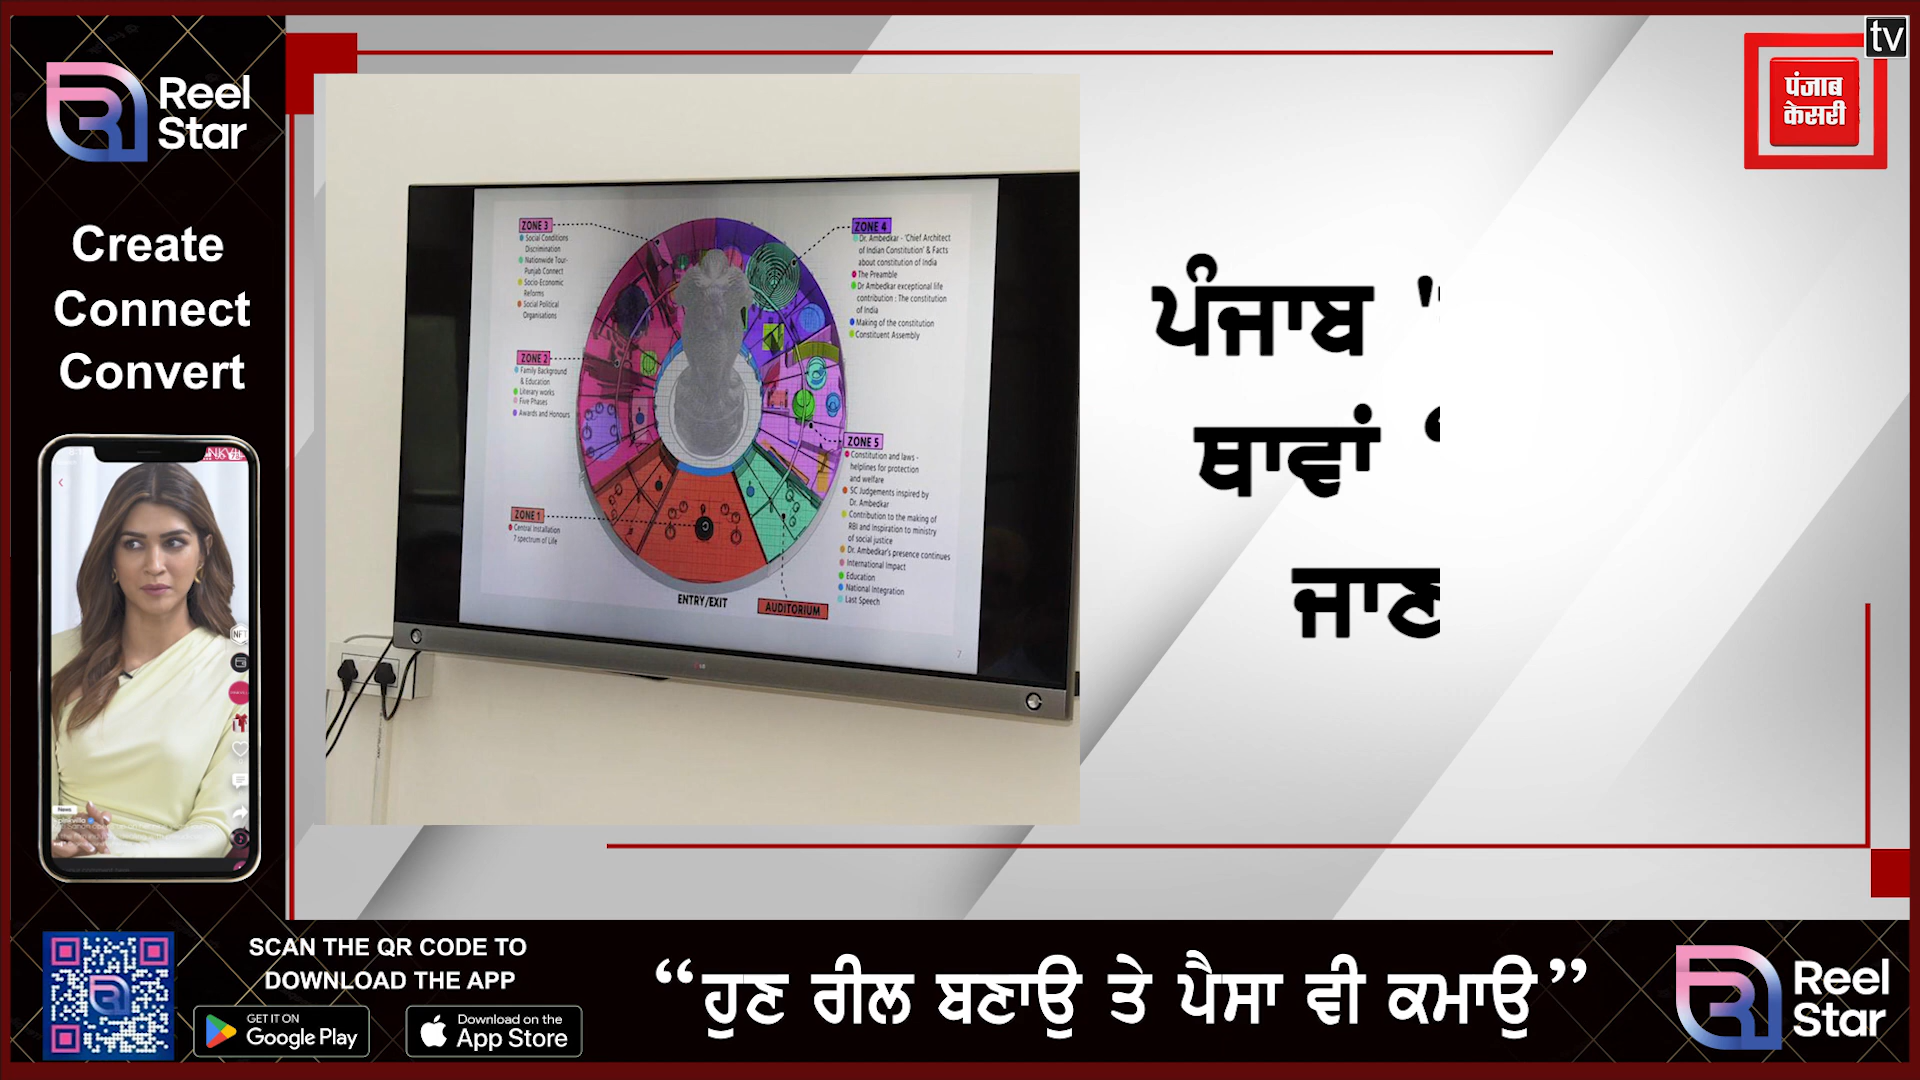 Reel
Star
Create
Connect
Convert
SCAN THE QR CODE TO
DOWNLOAD THE APP
GET IT ON
Google Play
Download on the
App Store
tv
पंजाब
केसरी
ZONE 3
Social Conditions
Discrimination
Nationwide Tour-
Punjab Connect
Socio-Economic
Reforms
Social Political
Organisations
ZONE 2
Family Background
& Education
Literary works
Five Phases
Awards and Honours
ZONE 1
Central Installation
7 spectrum of Life
ENTRY/EXIT
AUDITORIUM
ZONE 4
Dr. Ambedkar - 'Chief Architect
of Indian Constitution' & Facts
about constitution of India
The Preamble
Dr Ambedkar exceptional life
contribution : The constitution
of India
Making of the constitution
Constituent Assembly
ZONE 5
Constitution and laws -
helplines for protection
and welfare
SC Judgements inspired by
Dr. Ambedkar
Contribution to the making of
RBI and Inspiration to ministry
of social justice
Dr. Ambedkar's presence continues
International Impact
Education
National Integration
Last Speech
7
LG
ਪੰਜਾਬ
ਥਾਵਾਂ
ਜਾਣ
“ਹੁਣ ਰੀਲ ਬਣਾਉ ਤੇ ਪੈਸਾ ਵੀ ਕਮਾਉ”
Reel
Star